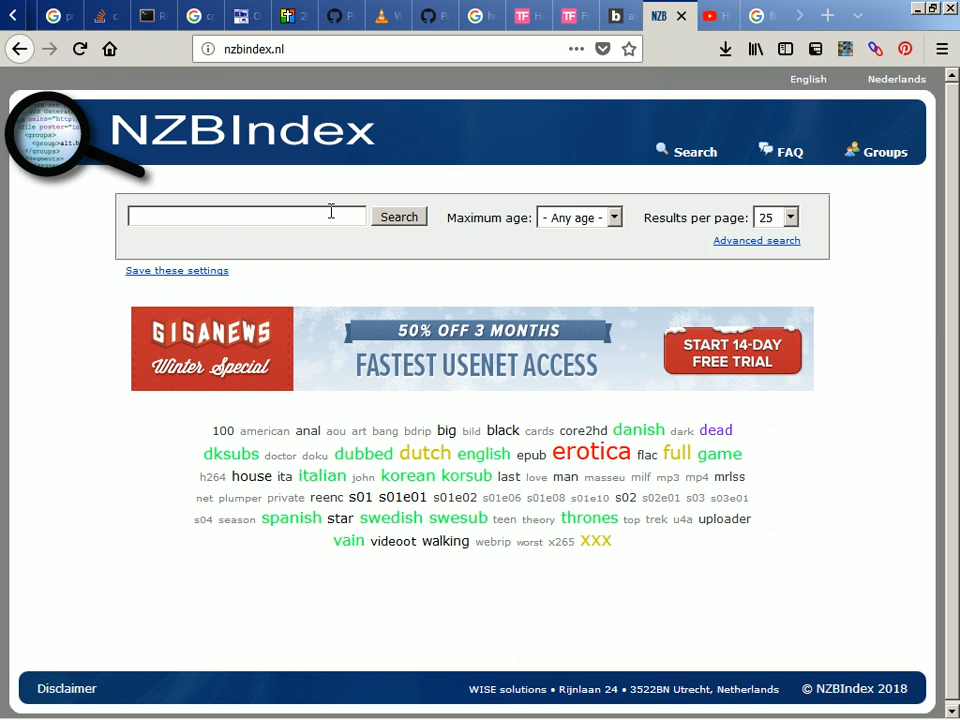 nzbindex.nl
English Nederlands
NZBIndex
Search FAQ Groups
Search Maximum age: - Any age - Results per page: 25
Advanced search
Save these settings
GIGANEWS 50% OFF 3 MONTHS START 14-DAY
Winter Special FASTEST USENET ACCESS FREE TRIAL
100 american anal aou art bang bdrip big bild black cards core2hd danish dark dead
dksubs doctor doku dubbed dutch english epub erotica flac full game
h264 house ita italian john korean korsub last love man masseu milf mp3 mp4 mrlss
net plumper private reenc s01 s01e01 s01e02 s01e06 s01e08 s01e10 s02 s02e01 s03 s03e01
s04 season spanish star swedish swesub teen theory thrones top trek u4a uploader
vain videoot walking webrip worst x265 xxx
Disclaimer WISE solutions • Rijnlaan 24 • 3522BN Utrecht, Netherlands © NZBIndex 2018